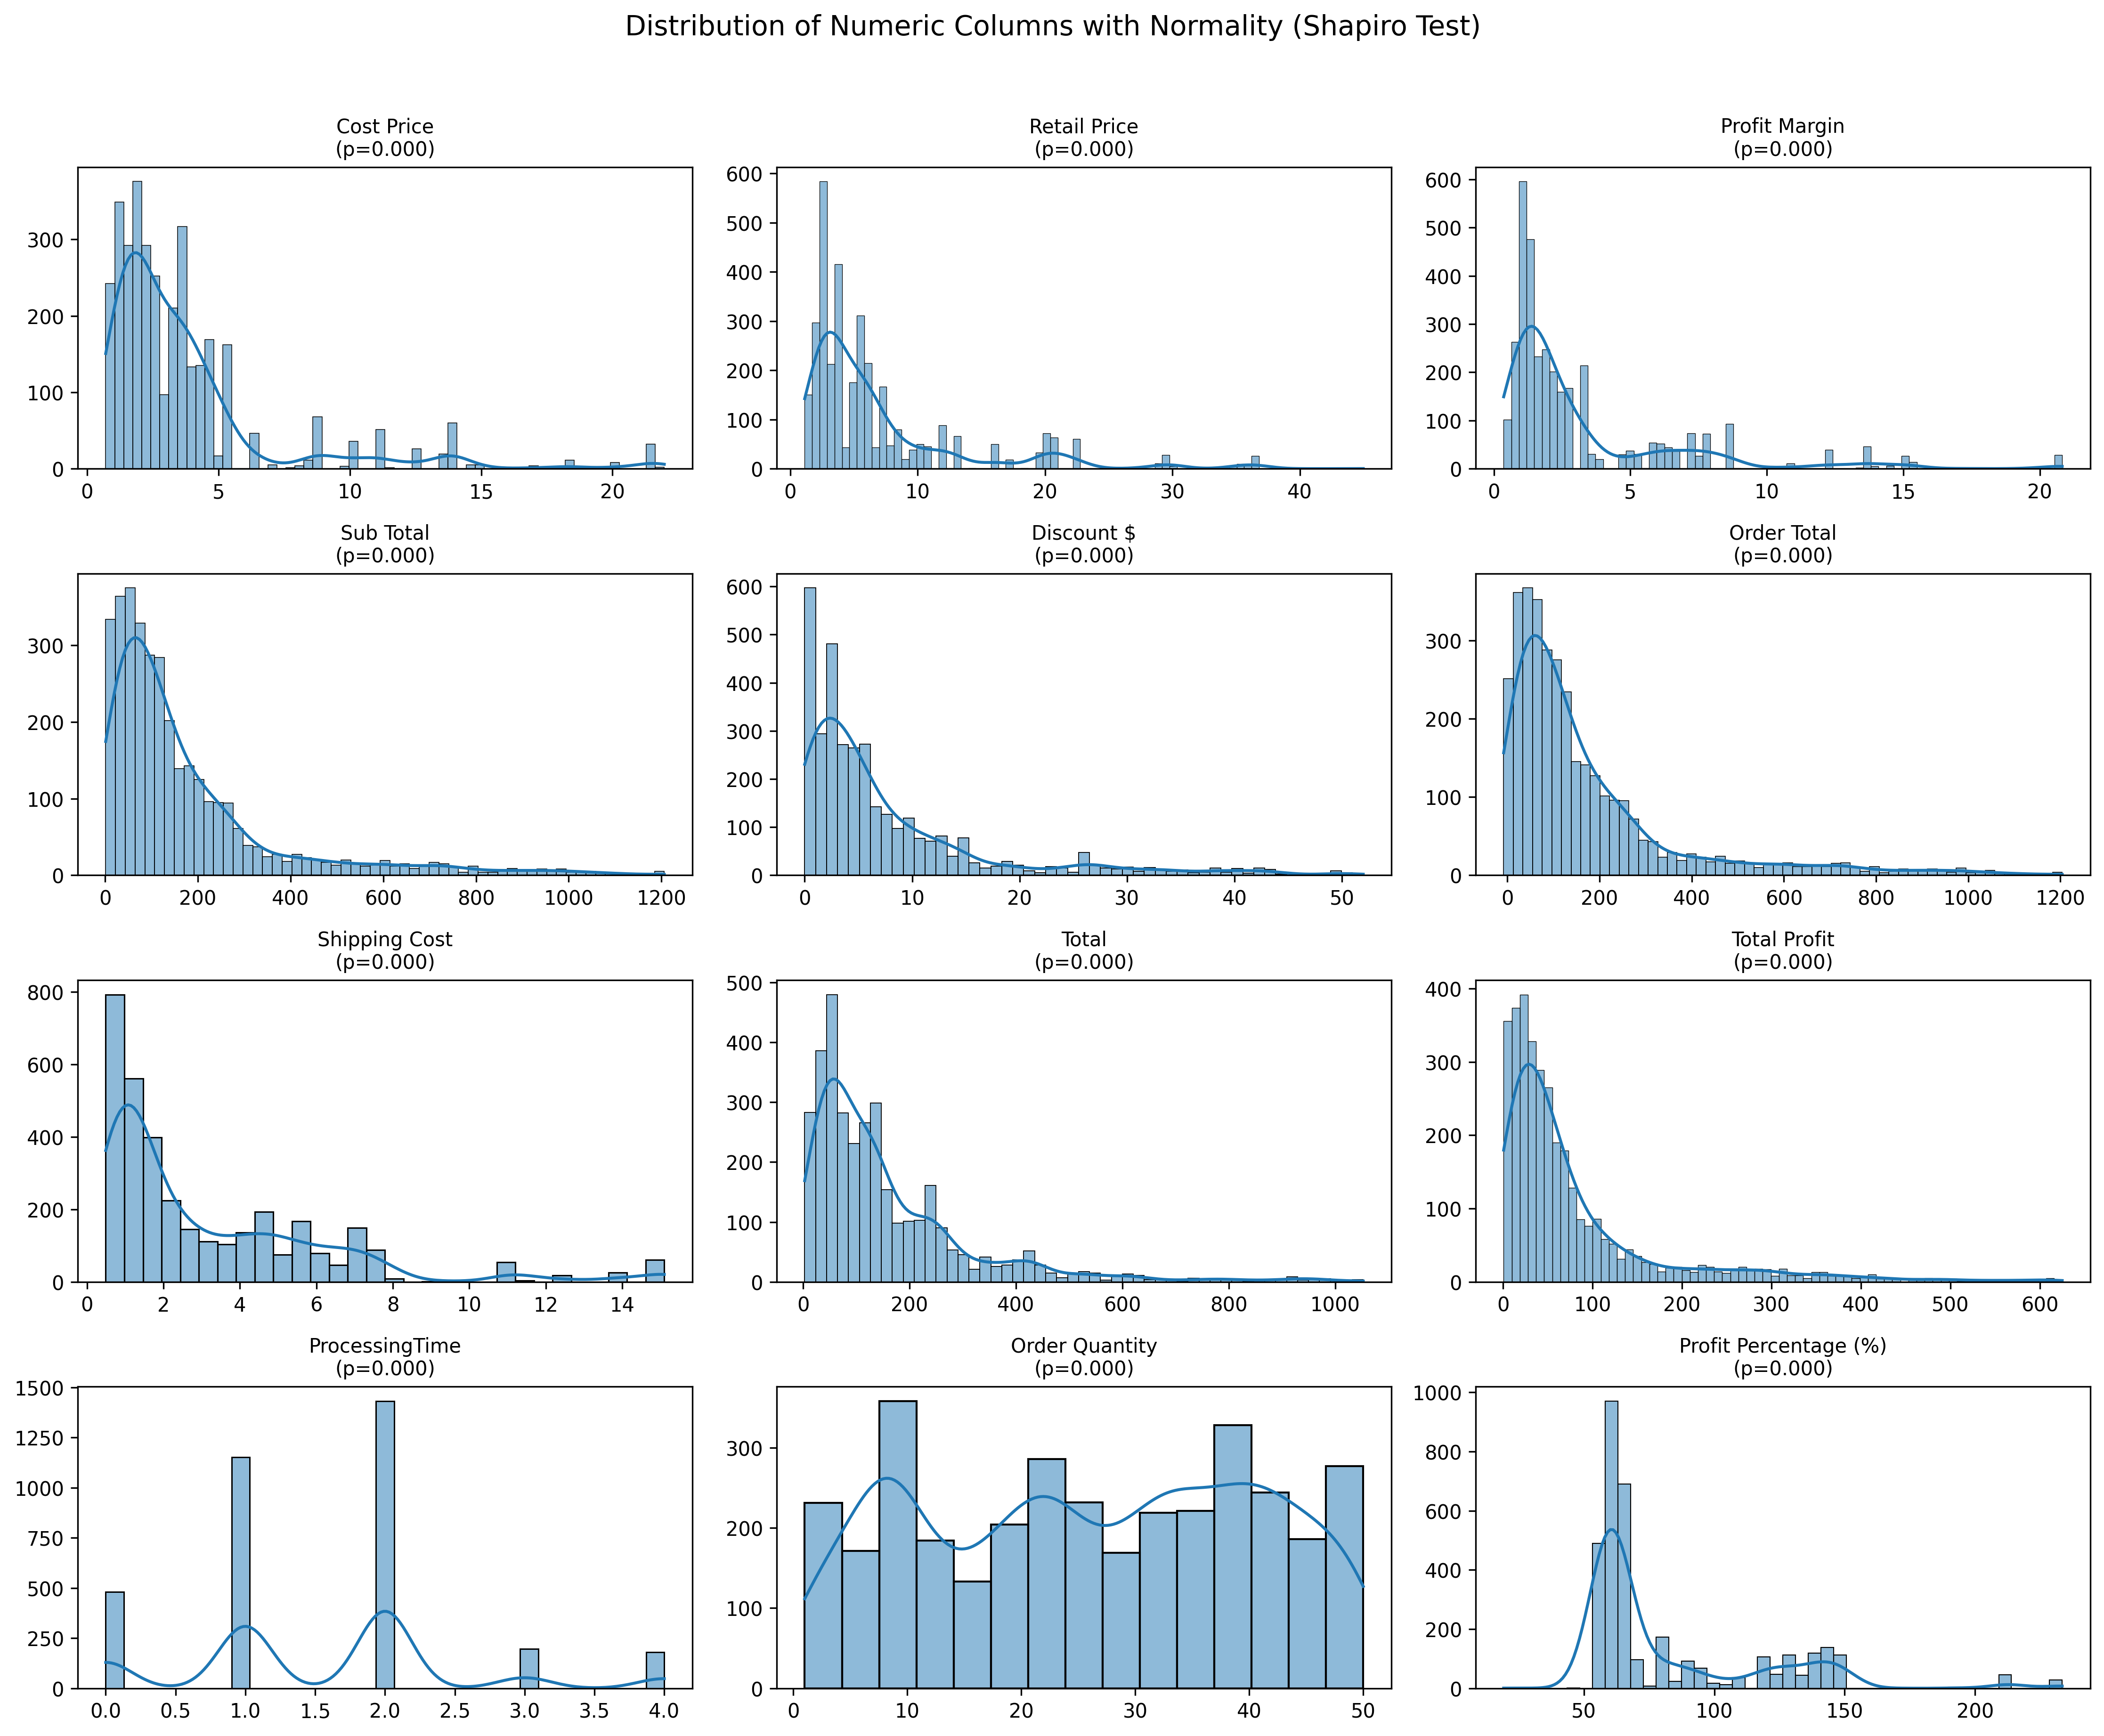 Distribution of Numeric Columns with Normality (Shapiro Test)
Cost Price
(p=0.000)
300
200
100
0
0 5 10 15 20
Retail Price
(p=0.000)
600
500
400
300
200
100
0
0 10 20 30 40
Profit Margin
(p=0.000)
600
500
400
300
200
100
0
0 5 10 15 20
Sub Total
(p=0.000)
300
200
100
0
0 200 400 600 800 1000 1200
Discount $
(p=0.000)
600
500
400
300
200
100
0
0 10 20 30 40 50
Order Total
(p=0.000)
300
200
100
0
0 200 400 600 800 1000 1200
Shipping Cost
(p=0.000)
800
600
400
200
0
0 2 4 6 8 10 12 14
Total
(p=0.000)
500
400
300
200
100
0
0 200 400 600 800 1000
Total Profit
(p=0.000)
400
300
200
100
0
0 100 200 300 400 500 600
ProcessingTime
(p=0.000)
1500
1250
1000
750
500
250
0
0.0 0.5 1.0 1.5 2.0 2.5 3.0 3.5 4.0
Order Quantity
(p=0.000)
300
200
100
0
0 10 20 30 40 50
Profit Percentage (%)
(p=0.000)
1000
800
600
400
200
0
50 100 150 200